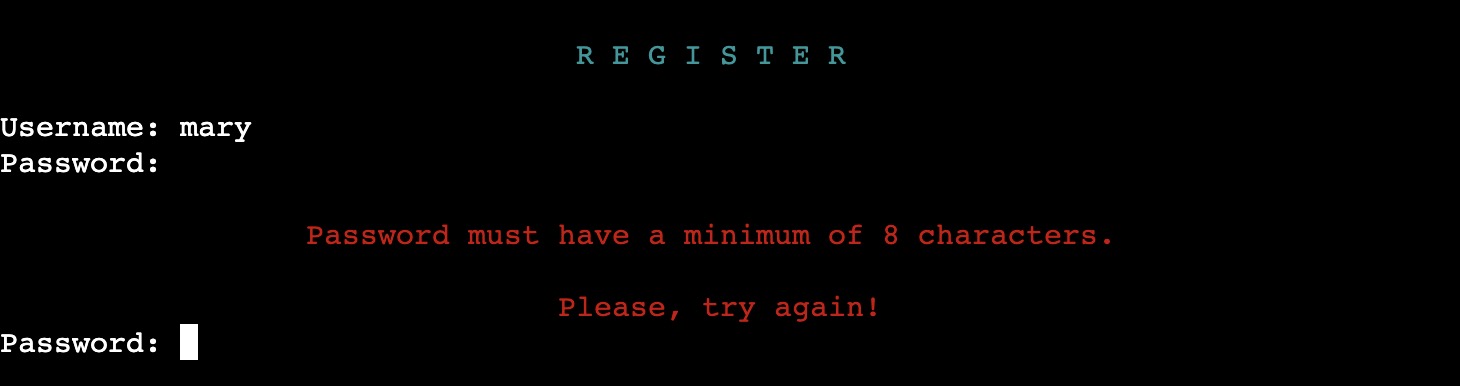 R E G I S T E R
Username: mary
Password:
Password must have a minimum of 8 characters.
Please, try again!
Password: